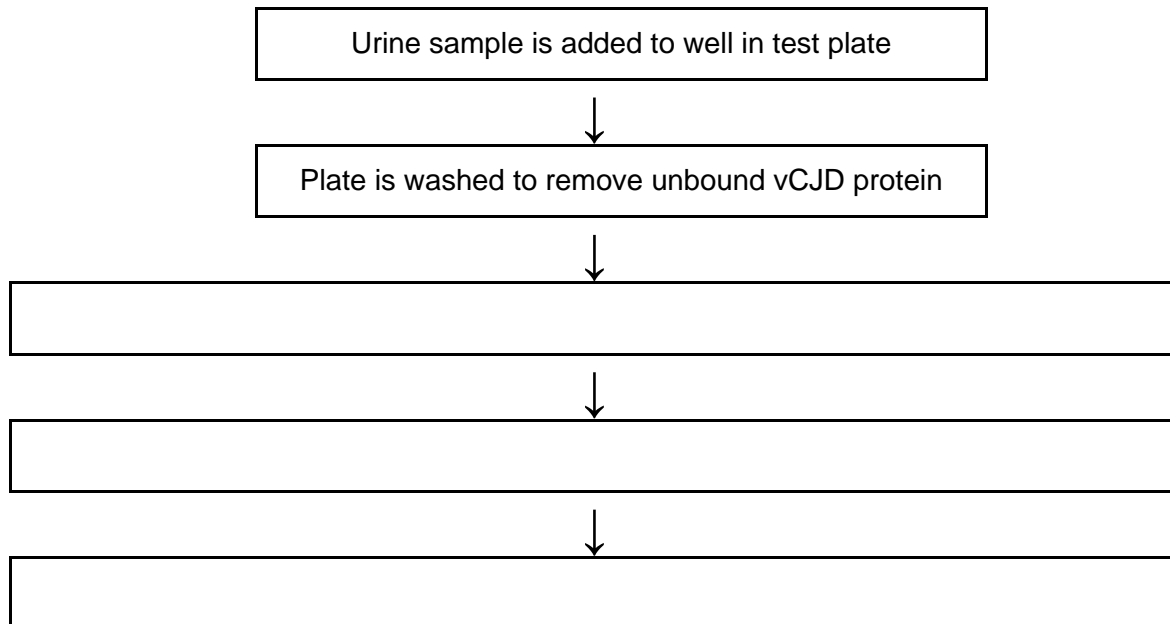 Urine sample is added to well in test plate
Plate is washed to remove unbound vCJD protein